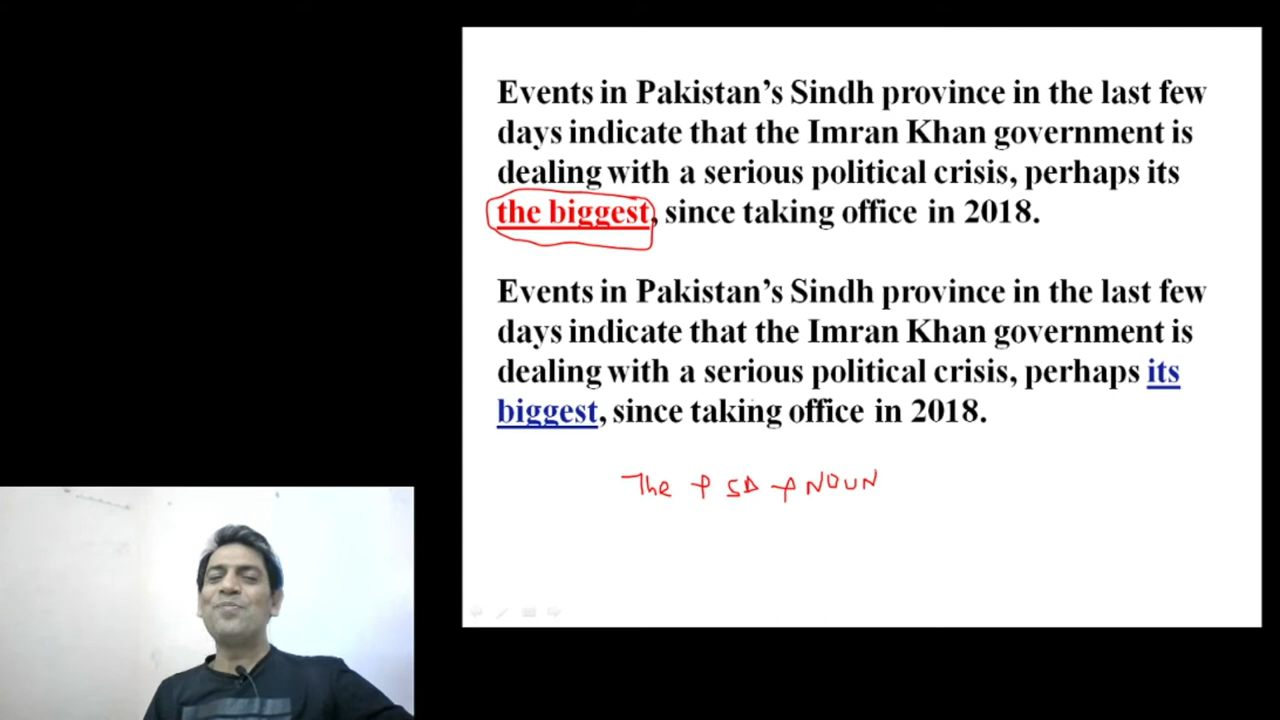 Events in Pakistan’s Sindh province in the last few
days indicate that the Imran Khan government is
dealing with a serious political crisis, perhaps its
the biggest, since taking office in 2018.
Events in Pakistan’s Sindh province in the last few
days indicate that the Imran Khan government is
dealing with a serious political crisis, perhaps its
biggest, since taking office in 2018.
The + SD + NOUN